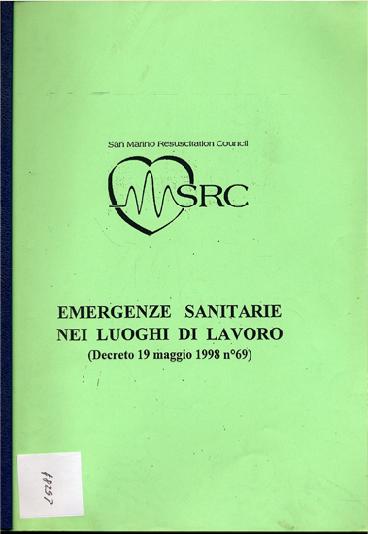 San Marino Resuscitation Council
SRC
EMERGENZE SANITARIE
NEI LUOGHI DI LAVORO
(Decreto 19 maggio 1998 n°69)